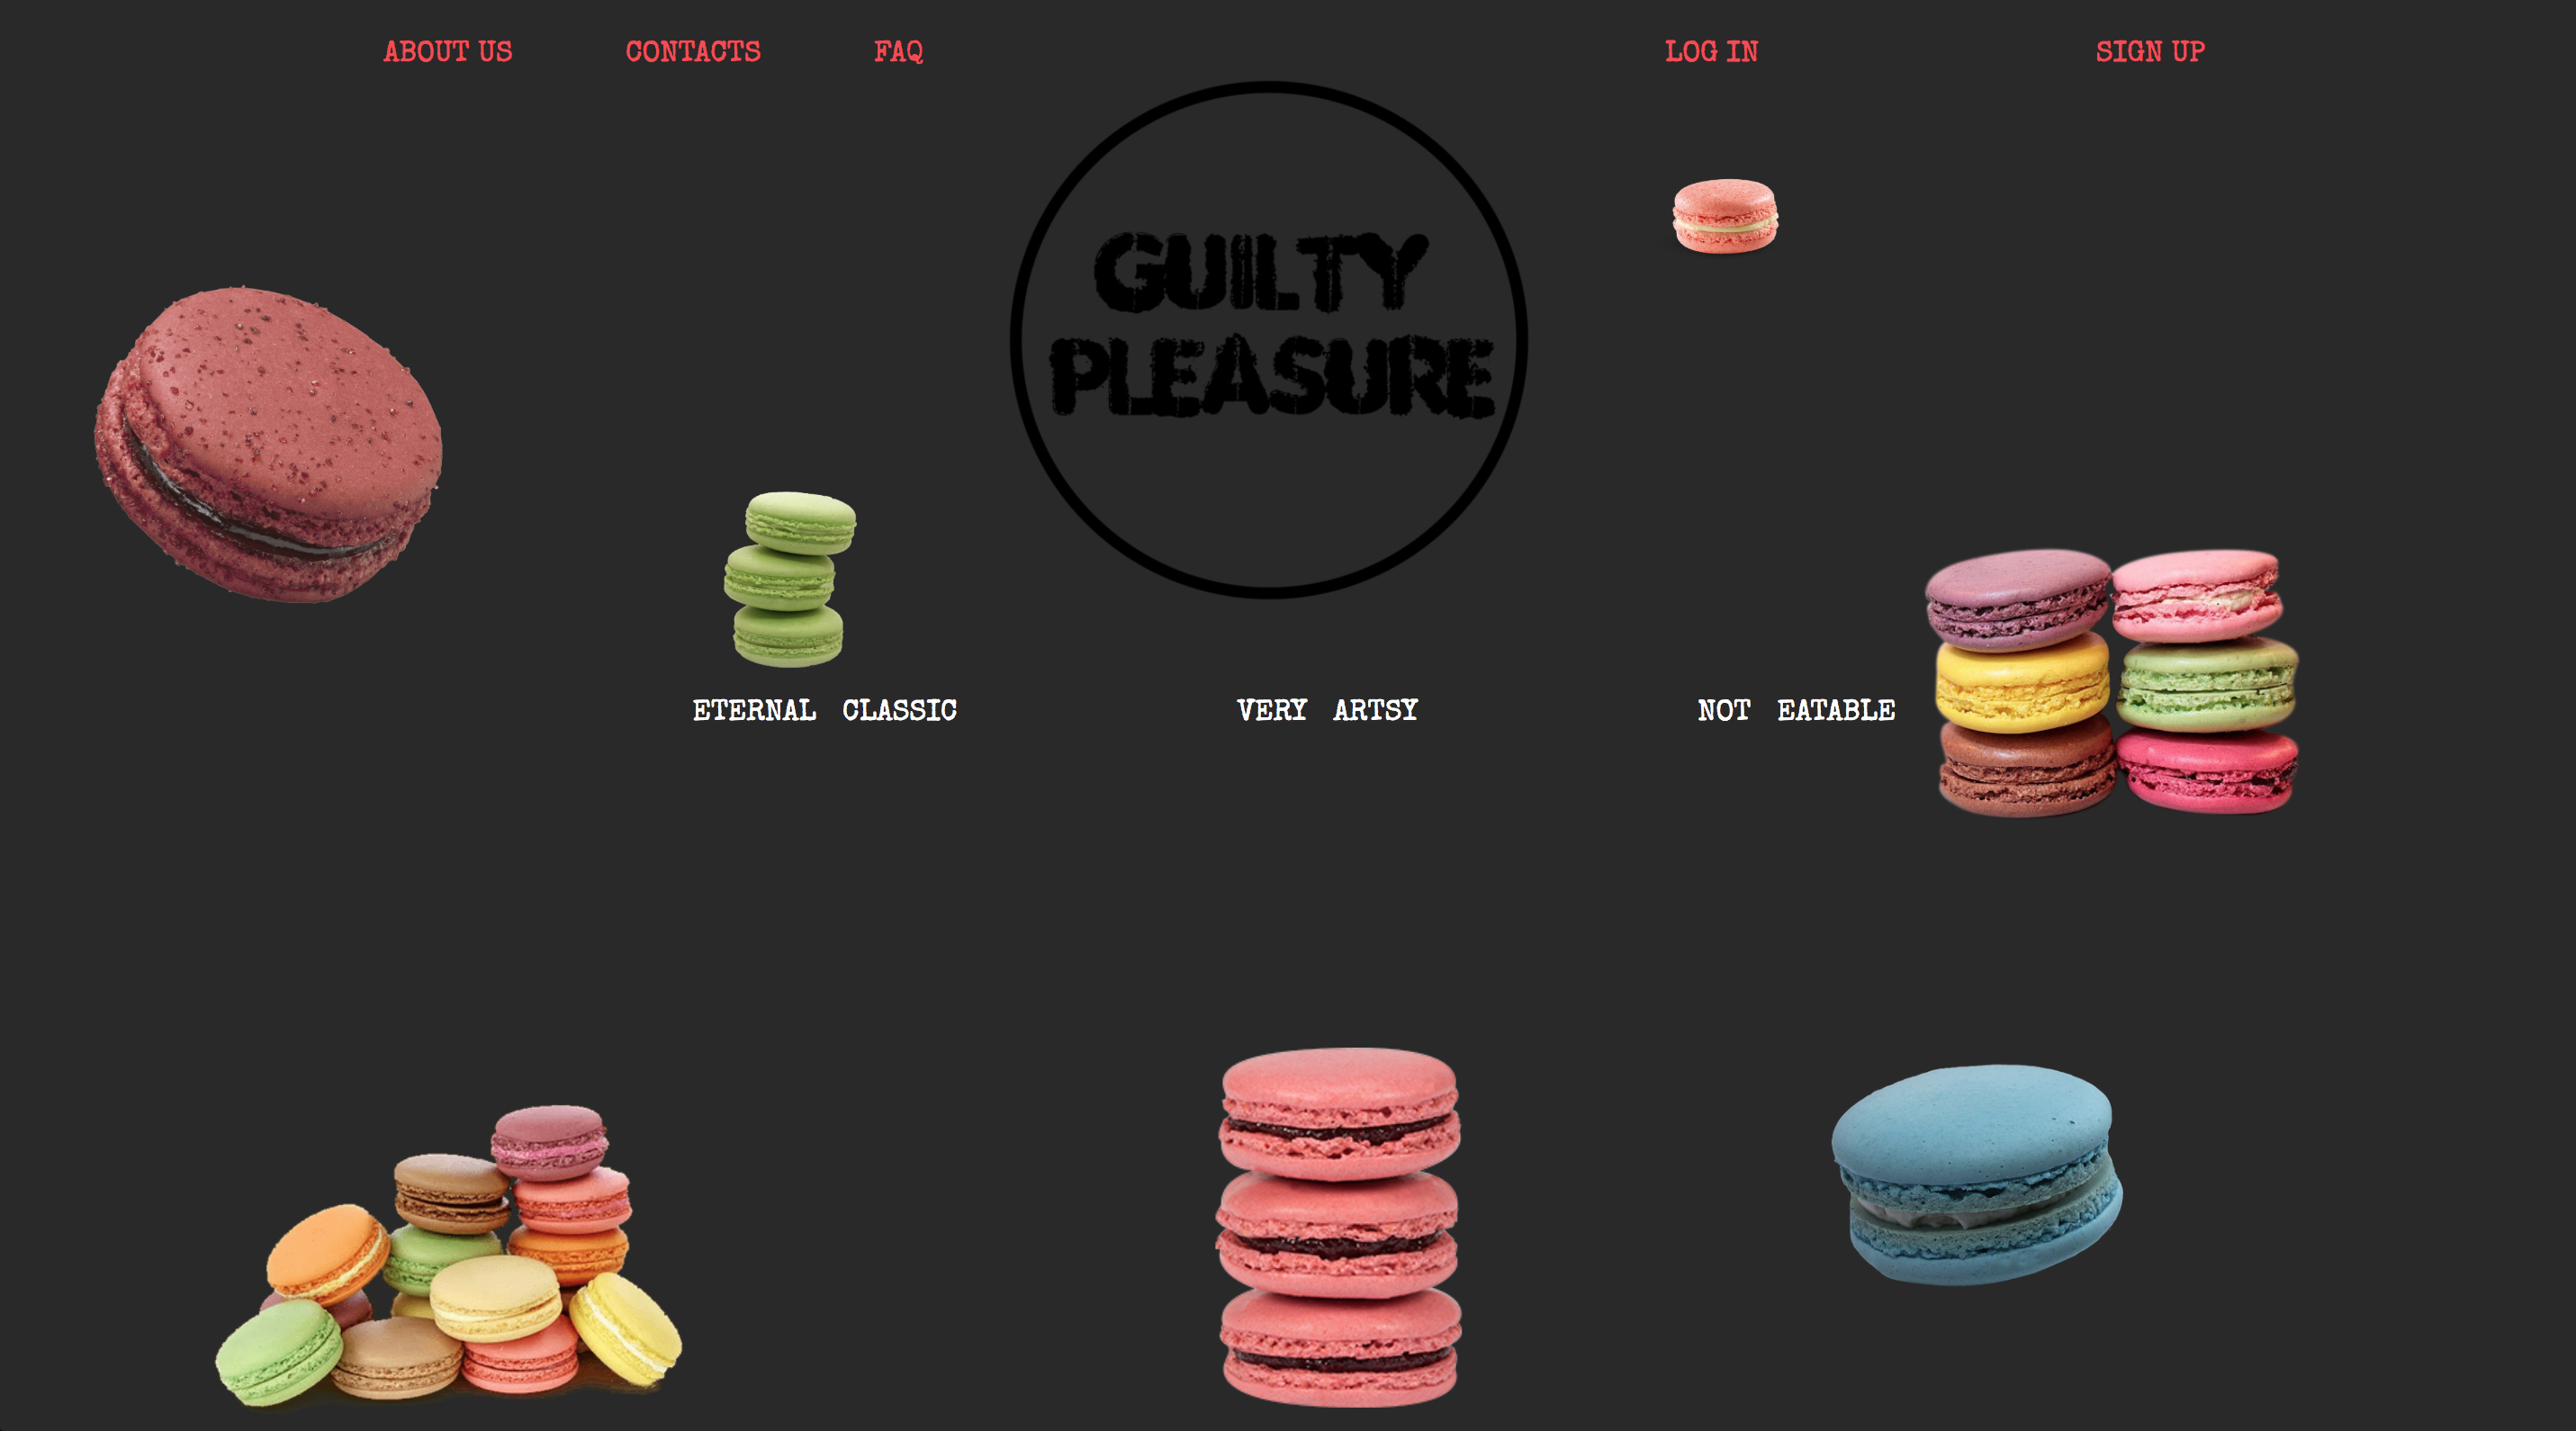 ABOUT US CONTACTS FAQ LOG IN SIGN UP
GUILTY
PLEASURE
ETERNAL CLASSIC VERY ARTSY NOT EATABLE